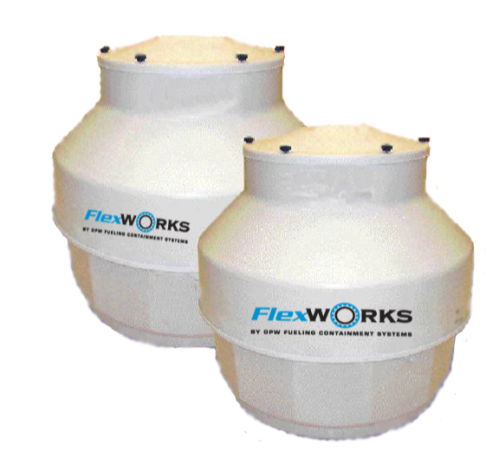 FlexWORKS
BY OPW FUELING CONTAINMENT SYSTEMS
FlexWORKS
BY OPW FUELING CONTAINMENT SYSTEMS